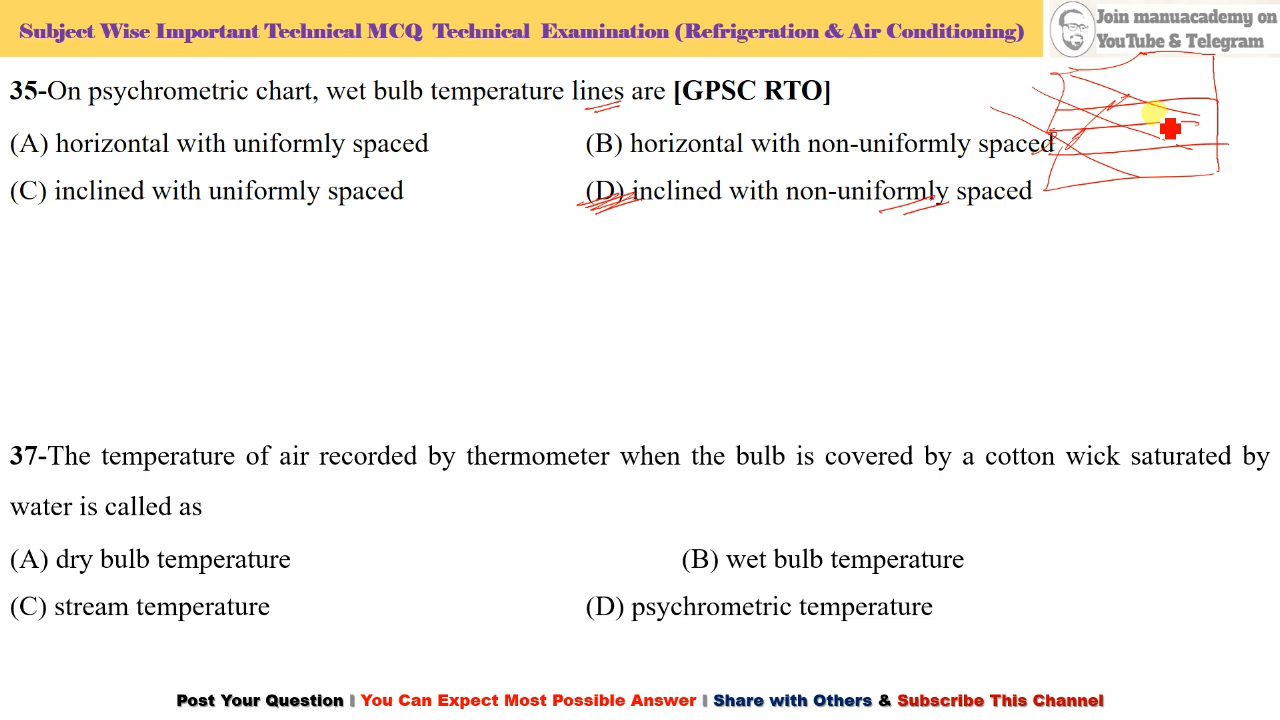 Subject Wise Important Technical MCQ Technical Examination (Refrigeration & Air Conditioning)
Join manuacademy on
YouTube & Telegram
35-On psychrometric chart, wet bulb temperature lines are [GPSC RTO]
(A) horizontal with uniformly spaced
(B) horizontal with non-uniformly spaced
(C) inclined with uniformly spaced
(D) inclined with non-uniformly spaced
37-The temperature of air recorded by thermometer when the bulb is covered by a cotton wick saturated by
water is called as
(A) dry bulb temperature
(B) wet bulb temperature
(C) stream temperature
(D) psychrometric temperature
Post Your Question | You Can Expect Most Possible Answer | Share with Others & Subscribe This Channel